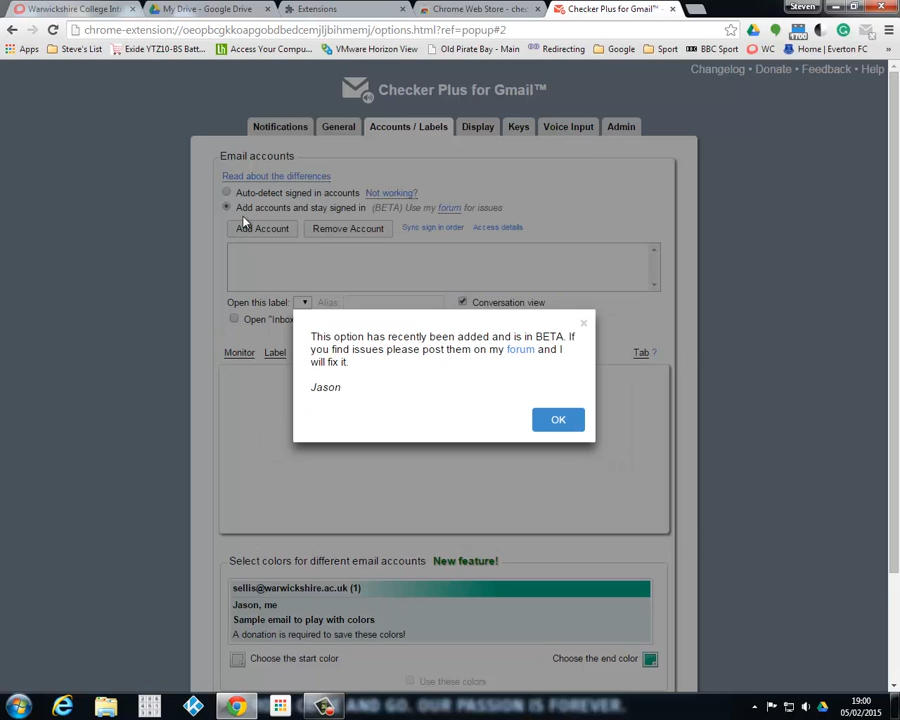 Warwickshire College Int
My Drive - Google Drive
Extensions
Chrome Web Store - chec
Checker Plus for Gmail™
Steven
chrome-extension://oeopbcgkkoapgobdbedcemjljbihmemj/options.html?ref=popup#2
1700
Apps
Steve's List
Exide YTZ10-BS Batt...
Access Your Compu...
VMware Horizon View
Old Pirate Bay - Main
Redirecting
Google
Sport
BBC Sport
WC
Home | Everton FC
Changelog • Donate • Feedback • Help
Checker Plus for Gmail™
Notifications
General
Accounts / Labels
Display
Keys
Voice Input
Admin
Email accounts
Read about the differences
Auto-detect signed in accounts Not working?
Add accounts and stay signed in (BETA) Use my forum for issues
Add Account
Remove Account
Sync sign in order
Access details
Open this label:
Alias:
Conversation view
Open "Inbox
This option has recently been added and is in BETA. If
you find issues please post them on my forum and I
will fix it.
Jason
OK
Monitor
Label
Tab ?
Select colors for different email accounts New feature!
sellis@warwickshire.ac.uk (1)
Jason, me
Sample email to play with colors
A donation is required to save these colors!
Choose the start color
Choose the end color
Use these colors
AND GO. OUR PASSION IS FOREVER.
19:00
05/02/2015